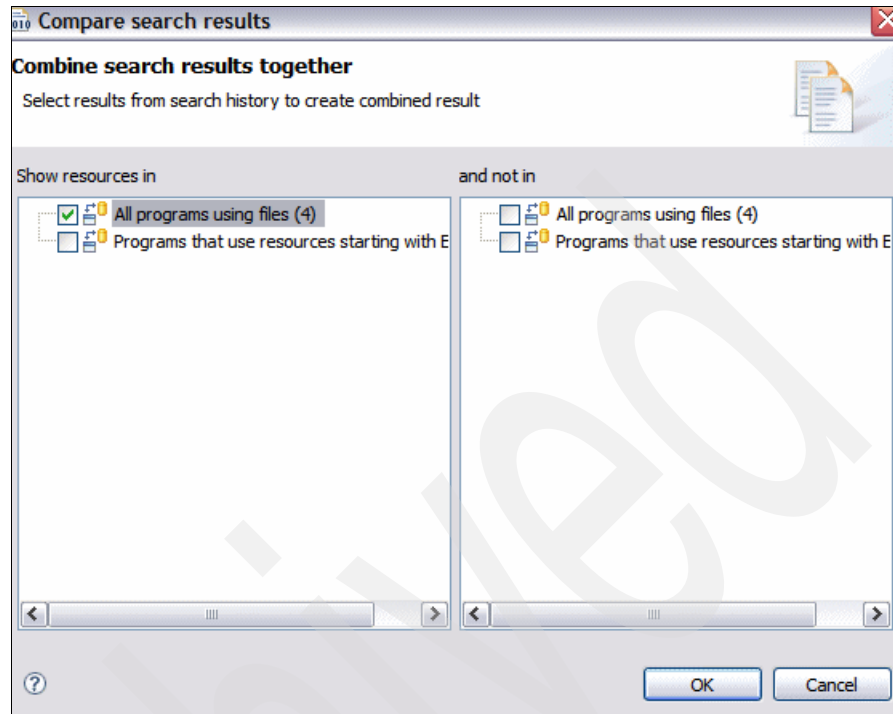 Compare search results
Combine search results together
Select results from search history to create combined result
Show resources in
and not in
All programs using files (4)
Programs that use resources starting with E
All programs using files (4)
Programs that use resources starting with E
OK
Cancel